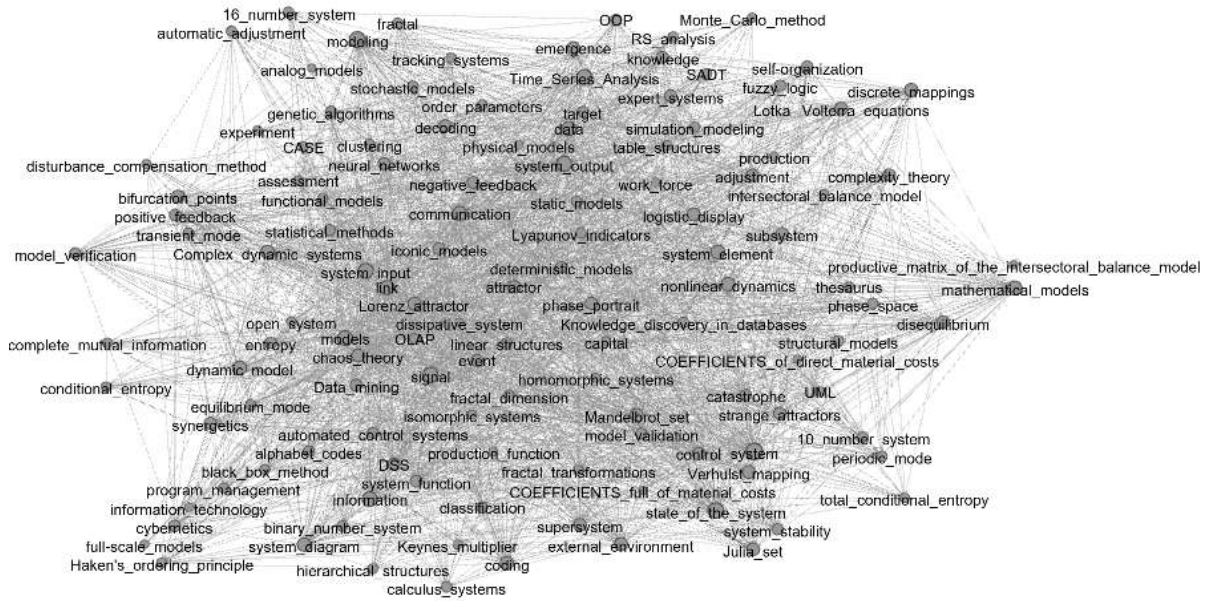 16_number_system
OOP
Monte_Carlo_method
fractal
automatic_adjustment
modeling
RS_analysis
emergence
knowledge
tracking_systems
analog_models
self-organization
Time_Series_Analysis
SADT
stochastic_models
fuzzy_logic
discrete_mappings
expert_systems
order_parameters
genetic_algorithms
target
Lotka_Volterra_equations
decoding
data
simulation_modeling
experiment
CASE
clustering
physical_models
table_structures
disturbance_compensation_method
neural_networks
system_output
production
assessment
negative_feedback
work_force
adjustment
complexity_theory
bifurcation_points
functional_models
static_models
intersectoral_balance_model
positive_feedback
communication
logistic_display
transient_mode
statistical_methods
Lyapunov_indicators
subsystem
model_verification
Complex_dynamic_systems
iconic_models
system_element
system_input
deterministic_models
productive_matrix_of_the_intersectoral_balance_model
link
attractor
nonlinear_dynamics
thesaurus
mathematical_models
Lorenz_attractor
phase_portrait
phase_space
open_system
dissipative_system
Knowledge_discovery_in_databases
disequilibrium
complete_mutual_information
entropy
models
OLAP
linear_structures
capital
structural_models
chaos_theory
event
COEFFICIENTS_of_direct_material_costs
dynamic_model
signal
homomorphic_systems
conditional_entropy
Data_mining
fractal_dimension
catastrophe
UML
equilibrium_mode
isomorphic_systems
Mandelbrot_set
strange_attractors
synergetics
automated_control_systems
model_validation
10_number_system
alphabet_codes
production_function
control_system
periodic_mode
black_box_method
DSS
fractal_transformations
Verhulst_mapping
program_management
system_function
COEFFICIENTS_full_of_material_costs
total_conditional_entropy
information_technology
information
classification
state_of_the_system
cybernetics
binary_number_system
supersystem
system_stability
full-scale_models
system_diagram
Keynes_multiplier
external_environment
Julia_set
Haken's_ordering_principle
hierarchical_structures
coding
calculus_systems